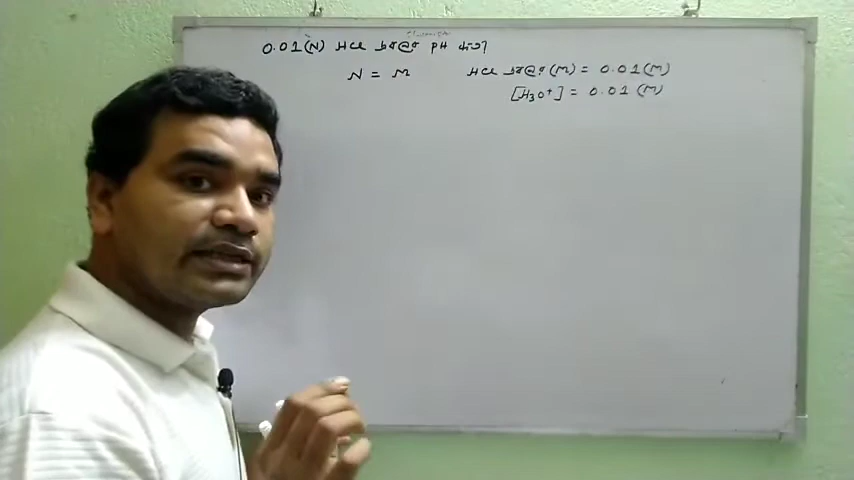 0.01(N) HCl দ্রবণের pH কত?
N = M
HCl দ্রবণের (M) = 0.01(M)
[H₃O⁺] = 0.01 (M)